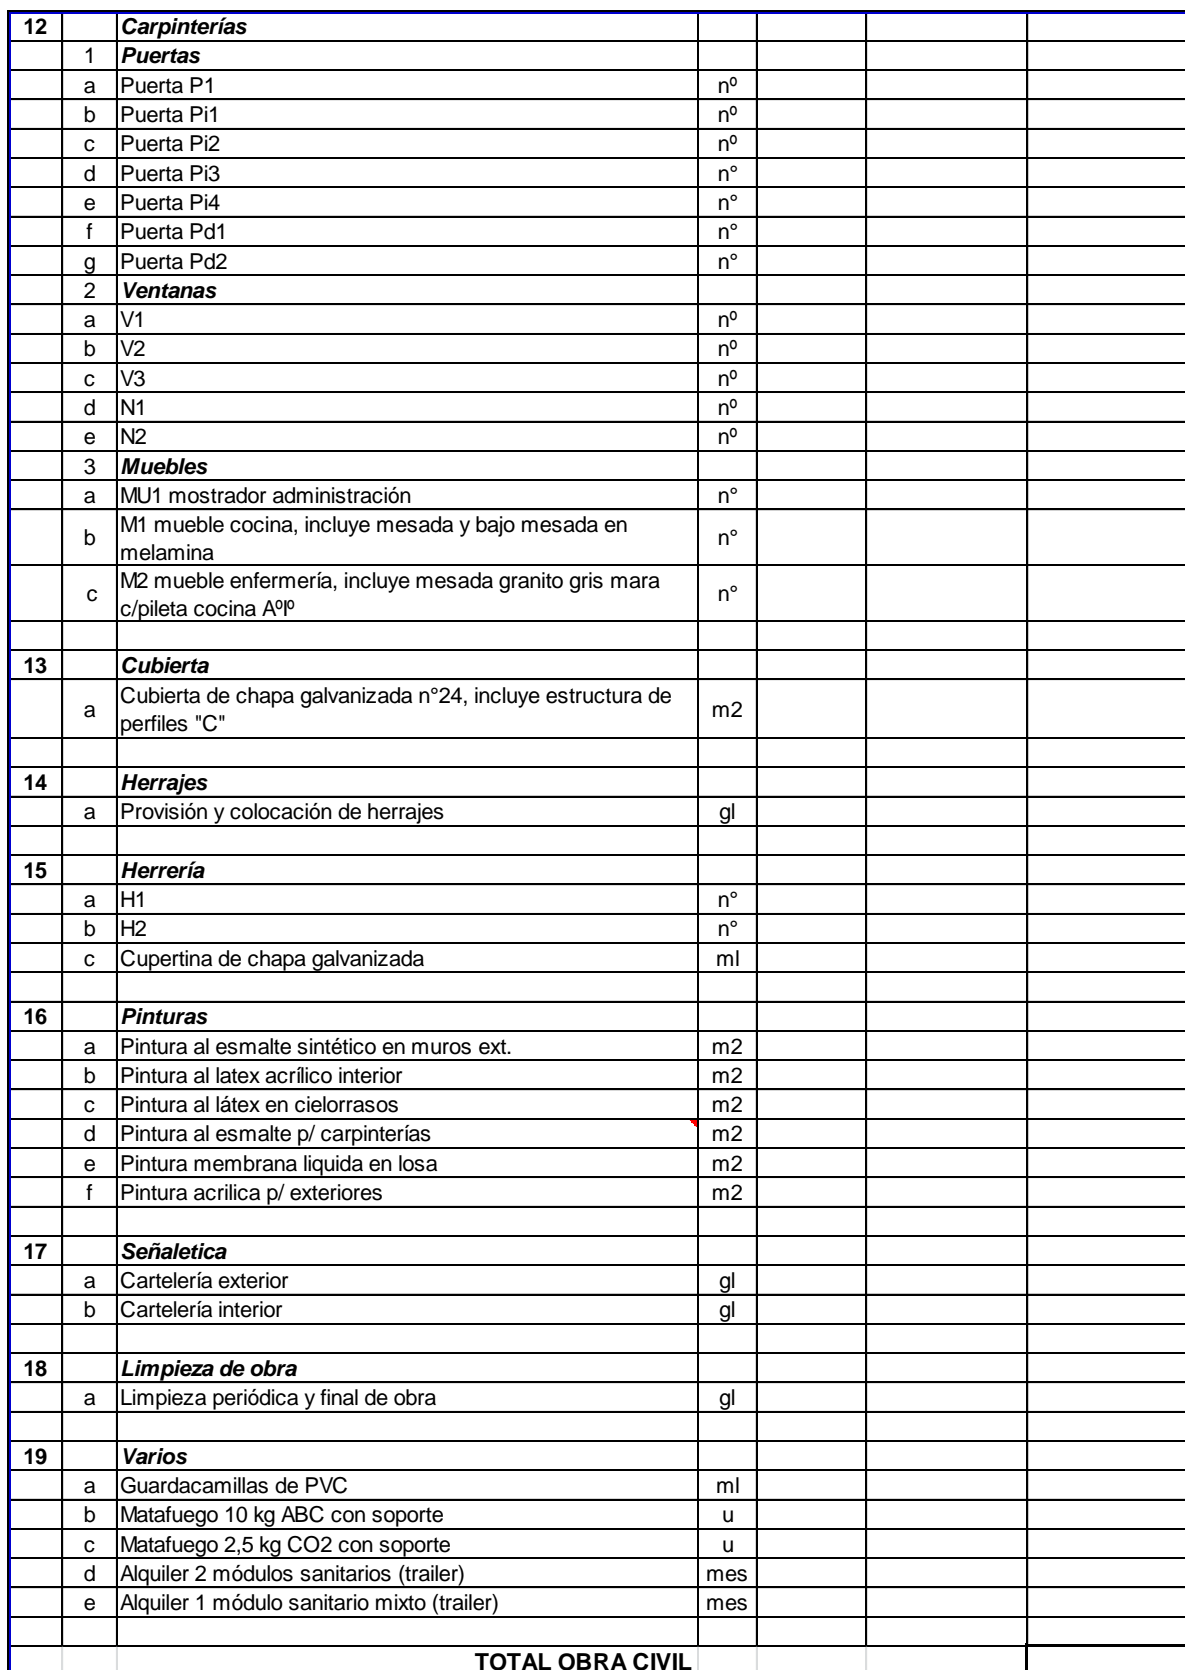 12 Carpinterías
1 Puertas
a Puerta P1 nº
b Puerta Pi1 nº
c Puerta Pi2 nº
d Puerta Pi3 n°
e Puerta Pi4 n°
f Puerta Pd1 n°
g Puerta Pd2 n°
2 Ventanas
a V1 nº
b V2 nº
c V3 nº
d N1 nº
e N2 nº
3 Muebles
a MU1 mostrador administración n°
b M1 mueble cocina, incluye mesada y bajo mesada en n°
melamina
c M2 mueble enfermería, incluye mesada granito gris mara n°
c/pileta cocina AºIº
13 Cubierta
a Cubierta de chapa galvanizada n°24, incluye estructura de m2
perfiles "C"
14 Herrajes
a Provisión y colocación de herrajes gl
15 Herrería
a H1 n°
b H2 n°
c Cupertina de chapa galvanizada ml
16 Pinturas
a Pintura al esmalte sintético en muros ext. m2
b Pintura al latex acrílico interior m2
c Pintura al látex en cielorrasos m2
d Pintura al esmalte p/ carpinterías m2
e Pintura membrana liquida en losa m2
f Pintura acrilica p/ exteriores m2
17 Señaletica
a Cartelería exterior gl
b Cartelería interior gl
18 Limpieza de obra
a Limpieza periódica y final de obra gl
19 Varios
a Guardacamillas de PVC ml
b Matafuego 10 kg ABC con soporte u
c Matafuego 2,5 kg CO2 con soporte u
d Alquiler 2 módulos sanitarios (trailer) mes
e Alquiler 1 módulo sanitario mixto (trailer) mes
TOTAL OBRA CIVIL